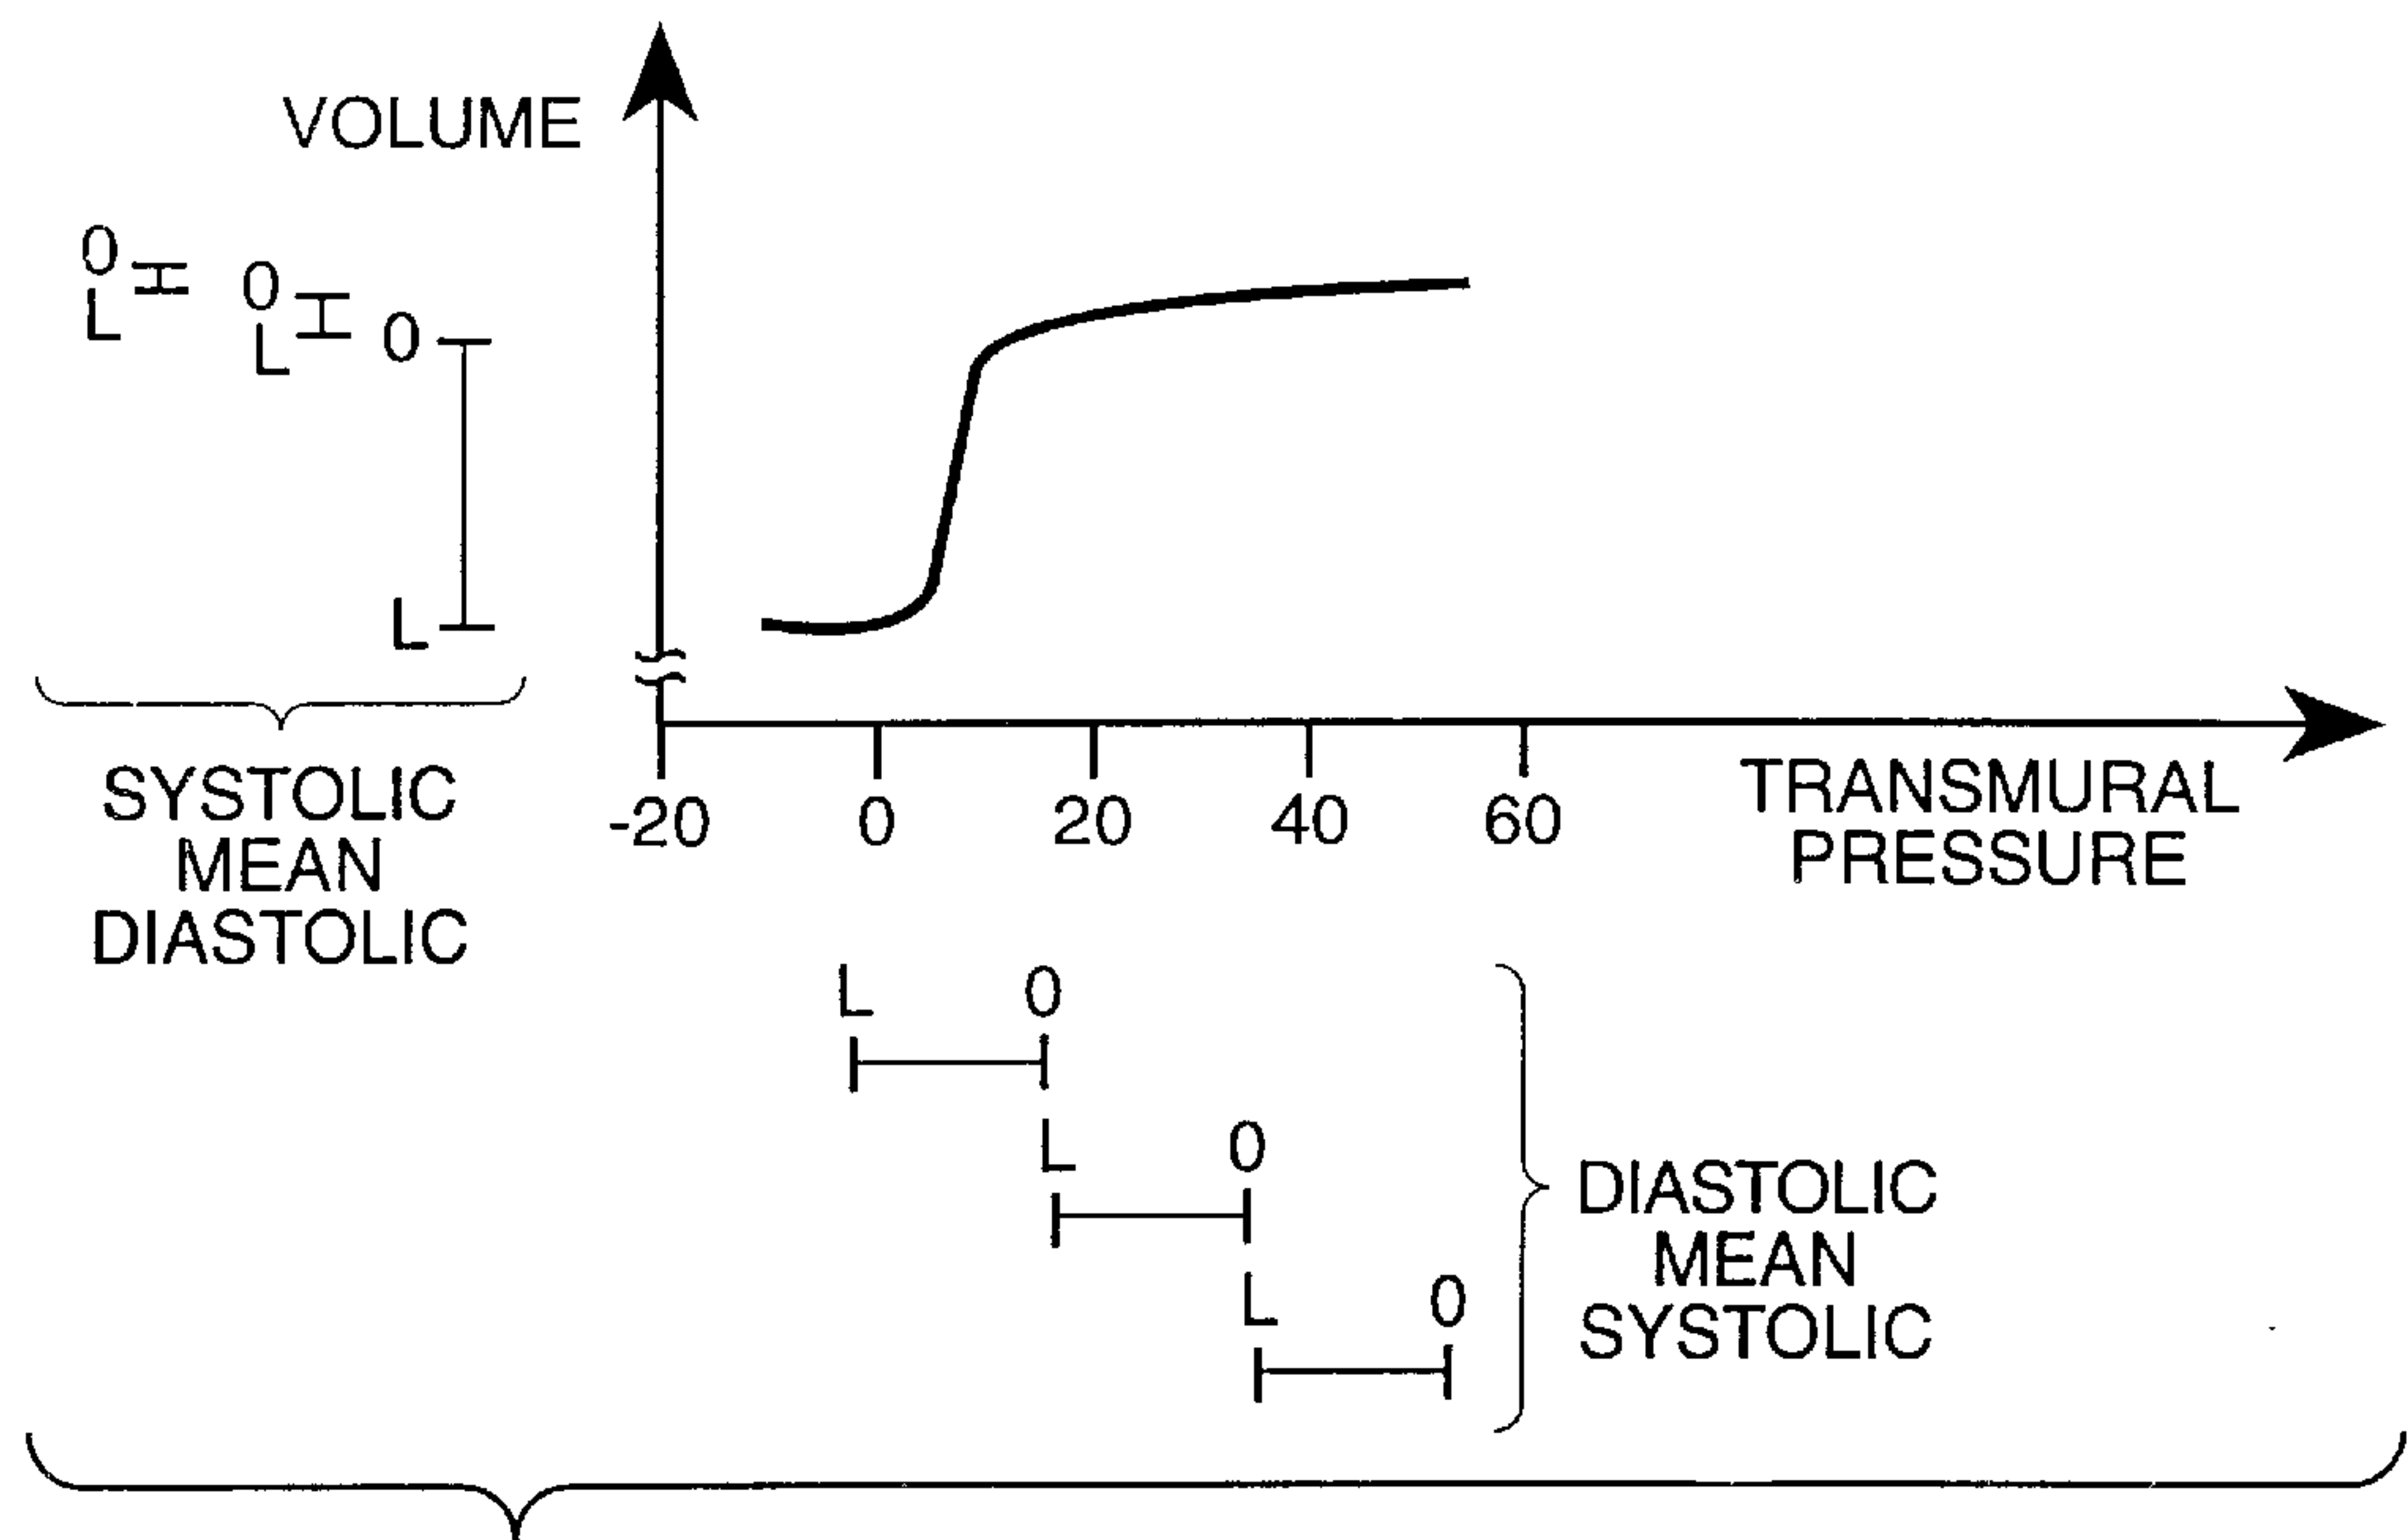 VOLUME
0
L
0
L
0
L
SYSTOLIC
MEAN
DIASTOLIC
-20 0 20 40 60
TRANSMURAL
PRESSURE
L 0
L 0
L 0
DIASTOLIC
MEAN
SYSTOLIC